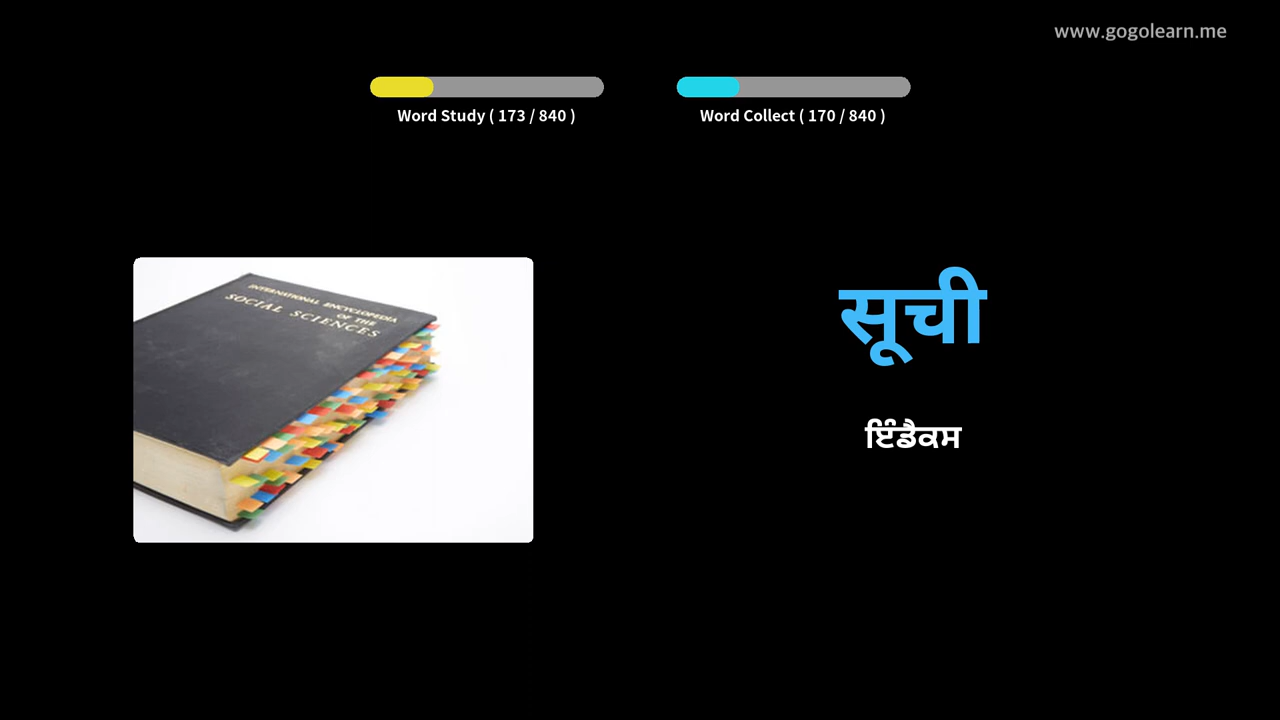 www.gogolearn.me
Word Study ( 173 / 840 )
Word Collect ( 170 / 840 )
INTERNATIONAL ENCYCLOPEDIA
OF THE
SOCIAL SCIENCES
सूची
ਇੰਡੈਕਸ